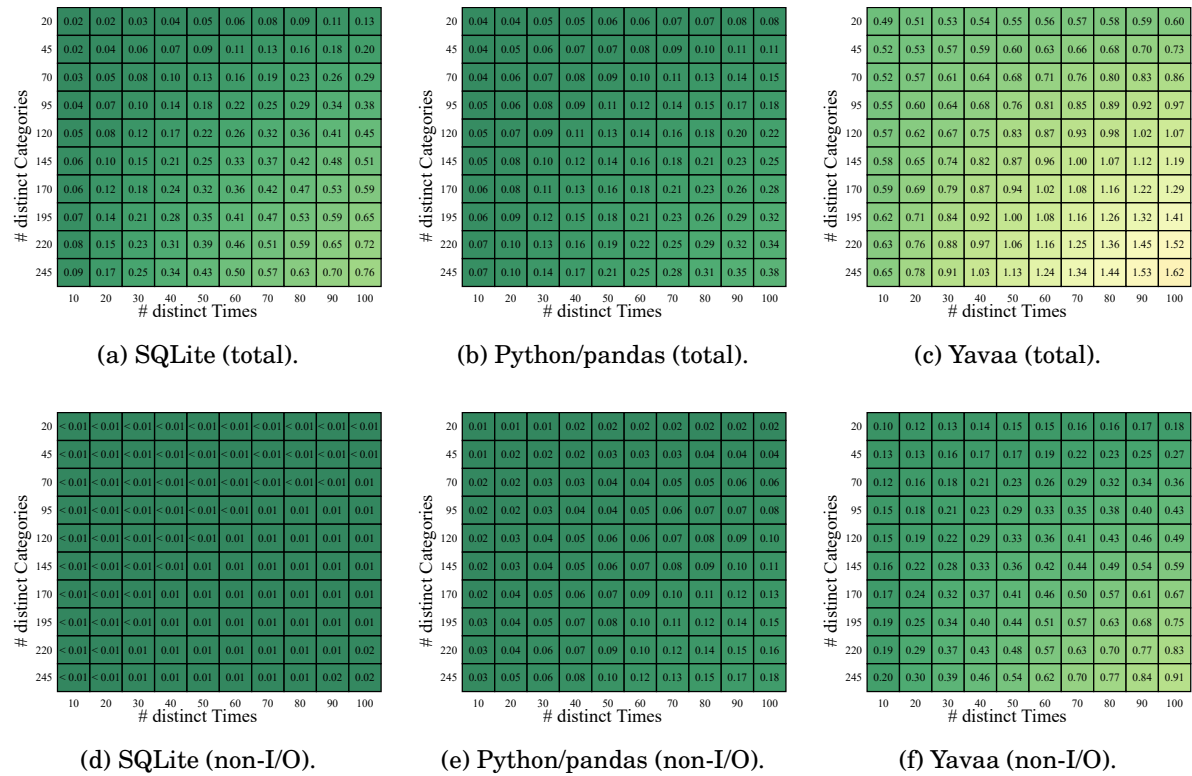 # distinct Categories
20 0.02 0.02 0.03 0.04 0.05 0.06 0.08 0.09 0.11 0.13
45 0.02 0.04 0.06 0.07 0.09 0.11 0.13 0.16 0.18 0.20
70 0.03 0.05 0.08 0.10 0.13 0.16 0.19 0.23 0.26 0.29
95 0.04 0.07 0.10 0.14 0.18 0.22 0.25 0.29 0.34 0.38
120 0.05 0.08 0.12 0.17 0.22 0.26 0.32 0.36 0.41 0.45
145 0.06 0.10 0.15 0.21 0.25 0.33 0.37 0.42 0.48 0.51
170 0.06 0.12 0.18 0.24 0.32 0.36 0.42 0.47 0.53 0.59
195 0.07 0.14 0.21 0.28 0.35 0.41 0.47 0.53 0.59 0.65
220 0.08 0.15 0.23 0.31 0.39 0.46 0.51 0.59 0.65 0.72
245 0.09 0.17 0.25 0.34 0.43 0.50 0.57 0.63 0.70 0.76
10 20 30 40 50 60 70 80 90 100
# distinct Times
(a) SQLite (total).
# distinct Categories
20 0.04 0.04 0.05 0.05 0.06 0.06 0.07 0.07 0.08 0.08
45 0.04 0.05 0.06 0.07 0.07 0.08 0.09 0.10 0.11 0.11
70 0.04 0.06 0.07 0.08 0.09 0.10 0.11 0.13 0.14 0.15
95 0.05 0.06 0.08 0.09 0.11 0.12 0.14 0.15 0.17 0.18
120 0.05 0.07 0.09 0.11 0.13 0.14 0.16 0.18 0.20 0.22
145 0.05 0.08 0.10 0.12 0.14 0.16 0.18 0.21 0.23 0.25
170 0.06 0.08 0.11 0.13 0.16 0.18 0.21 0.23 0.26 0.28
195 0.06 0.09 0.12 0.15 0.18 0.21 0.23 0.26 0.29 0.32
220 0.07 0.10 0.13 0.16 0.19 0.22 0.25 0.29 0.32 0.34
245 0.07 0.10 0.14 0.17 0.21 0.25 0.28 0.31 0.35 0.38
10 20 30 40 50 60 70 80 90 100
# distinct Times
(b) Python/pandas (total).
# distinct Categories
20 0.49 0.51 0.53 0.54 0.55 0.56 0.57 0.58 0.59 0.60
45 0.52 0.53 0.57 0.59 0.60 0.63 0.66 0.68 0.70 0.73
70 0.52 0.57 0.61 0.64 0.68 0.71 0.76 0.80 0.83 0.86
95 0.55 0.60 0.64 0.68 0.76 0.81 0.85 0.89 0.92 0.97
120 0.57 0.62 0.67 0.75 0.83 0.87 0.93 0.98 1.02 1.07
145 0.58 0.65 0.74 0.82 0.87 0.96 1.00 1.07 1.12 1.19
170 0.59 0.69 0.79 0.87 0.94 1.02 1.08 1.16 1.22 1.29
195 0.62 0.71 0.84 0.92 1.00 1.08 1.16 1.26 1.32 1.41
220 0.63 0.76 0.88 0.97 1.06 1.16 1.25 1.36 1.45 1.52
245 0.65 0.78 0.91 1.03 1.13 1.24 1.34 1.44 1.53 1.62
10 20 30 40 50 60 70 80 90 100
# distinct Times
(c) Yavaa (total).
# distinct Categories
20 < 0.01 < 0.01 < 0.01 < 0.01 < 0.01 < 0.01 < 0.01 < 0.01 < 0.01 < 0.01
45 < 0.01 < 0.01 < 0.01 < 0.01 < 0.01 < 0.01 < 0.01 < 0.01 < 0.01 < 0.01
70 < 0.01 < 0.01 < 0.01 < 0.01 < 0.01 < 0.01 < 0.01 < 0.01 < 0.01 0.01
95 < 0.01 < 0.01 < 0.01 < 0.01 < 0.01 < 0.01 0.01 0.01 0.01 0.01
120 < 0.01 < 0.01 < 0.01 < 0.01 < 0.01 0.01 0.01 0.01 0.01 0.01
145 < 0.01 < 0.01 < 0.01 < 0.01 0.01 0.01 0.01 0.01 0.01 0.01
170 < 0.01 < 0.01 < 0.01 0.01 0.01 0.01 0.01 0.01 0.01 0.01
195 < 0.01 < 0.01 < 0.01 0.01 0.01 0.01 0.01 0.01 0.01 0.01
220 < 0.01 < 0.01 0.01 0.01 0.01 0.01 0.01 0.01 0.01 0.02
245 < 0.01 < 0.01 0.01 0.01 0.01 0.01 0.01 0.01 0.02 0.02
10 20 30 40 50 60 70 80 90 100
# distinct Times
(d) SQLite (non-I/O).
# distinct Categories
20 0.01 0.01 0.01 0.02 0.02 0.02 0.02 0.02 0.02 0.02
45 0.01 0.02 0.02 0.02 0.02 0.03 0.03 0.04 0.04 0.04
70 0.02 0.02 0.03 0.03 0.04 0.04 0.05 0.05 0.06 0.06
95 0.02 0.02 0.03 0.04 0.04 0.05 0.06 0.07 0.07 0.08
120 0.02 0.03 0.04 0.05 0.06 0.06 0.07 0.08 0.09 0.10
145 0.02 0.03 0.04 0.05 0.06 0.07 0.08 0.09 0.10 0.11
170 0.02 0.04 0.05 0.06 0.07 0.09 0.10 0.11 0.12 0.13
195 0.03 0.04 0.05 0.07 0.08 0.10 0.11 0.12 0.14 0.15
220 0.03 0.04 0.06 0.07 0.09 0.10 0.12 0.14 0.15 0.16
245 0.03 0.05 0.06 0.08 0.10 0.12 0.13 0.15 0.17 0.18
10 20 30 40 50 60 70 80 90 100
# distinct Times
(e) Python/pandas (non-I/O).
# distinct Categories
20 0.10 0.12 0.13 0.14 0.15 0.15 0.16 0.16 0.17 0.18
45 0.13 0.13 0.16 0.17 0.17 0.19 0.22 0.23 0.25 0.27
70 0.12 0.16 0.18 0.21 0.23 0.26 0.29 0.32 0.34 0.36
95 0.15 0.18 0.21 0.23 0.29 0.33 0.35 0.38 0.40 0.43
120 0.15 0.19 0.22 0.29 0.33 0.36 0.41 0.43 0.46 0.49
145 0.16 0.22 0.28 0.33 0.36 0.42 0.44 0.49 0.54 0.59
170 0.17 0.24 0.32 0.37 0.41 0.46 0.50 0.57 0.61 0.67
195 0.19 0.25 0.34 0.40 0.44 0.51 0.57 0.63 0.68 0.75
220 0.19 0.29 0.37 0.43 0.48 0.57 0.63 0.70 0.77 0.83
245 0.20 0.30 0.39 0.46 0.54 0.62 0.70 0.77 0.84 0.91
10 20 30 40 50 60 70 80 90 100
# distinct Times
(f) Yavaa (non-I/O).